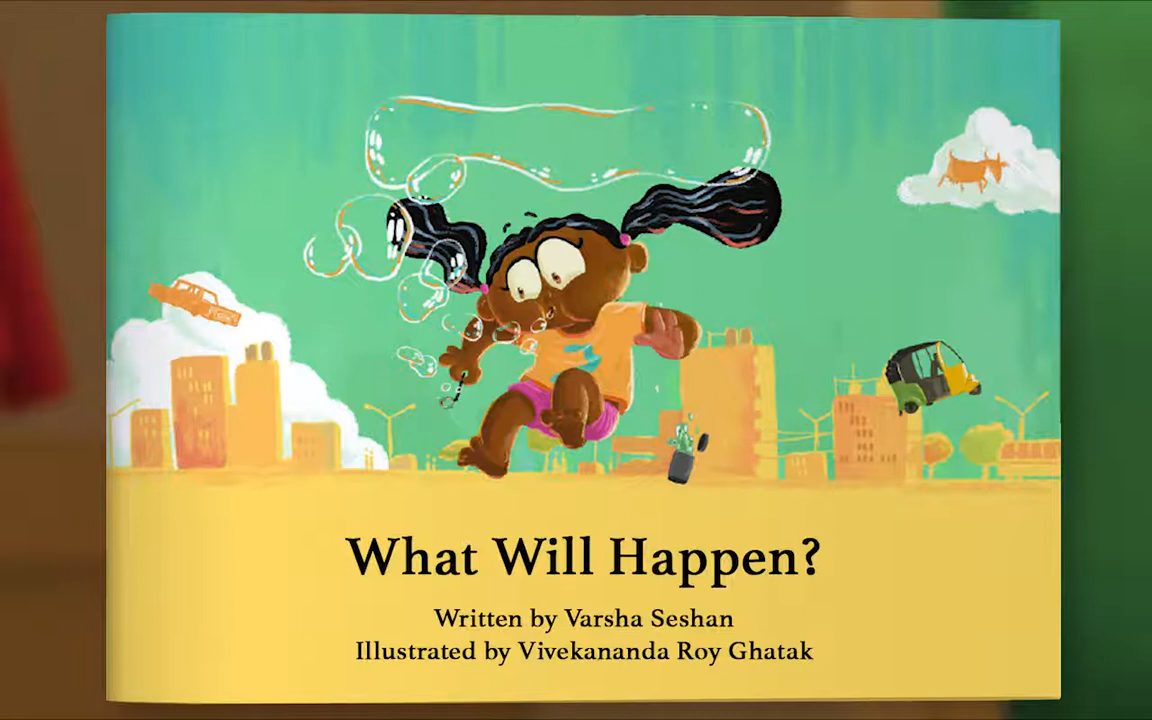 What Will Happen?
Written by Varsha Seshan
Illustrated by Vivekananda Roy Ghatak